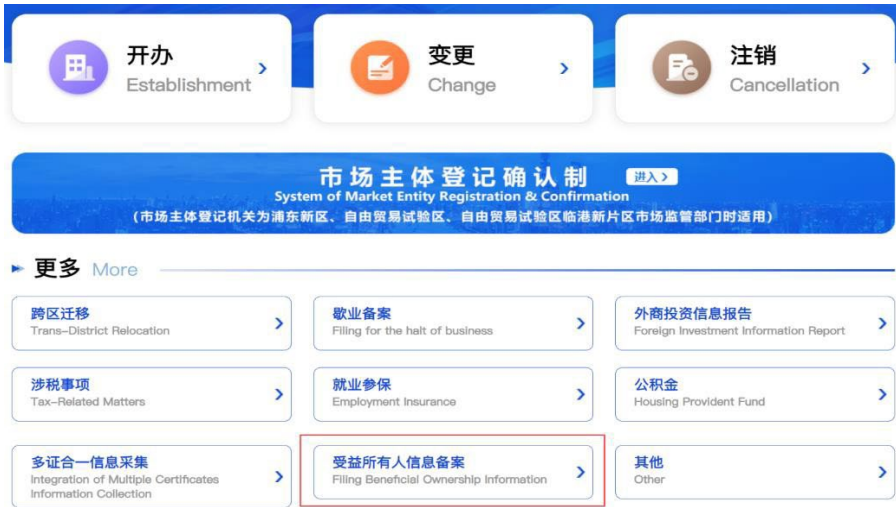 开办
Establishment
变更
Change
注销
Cancellation
市场主体登记确认制
进入
System of Market Entity Registration & Confirmation
(市场主体登记机关为浦东新区、自由贸易试验区、自由贸易试验区临港新片区市场监管部门时适用)
更多 More
跨区迁移
Trans-District Relocation
歇业备案
Filing for the halt of business
外商投资信息报告
Foreign Investment Information Report
涉税事项
Tax-Related Matters
就业参保
Employment Insurance
公积金
Housing Provident Fund
多证合一信息采集
Integration of Multiple Certificates
Information Collection
受益所有人信息备案
Filing Beneficial Ownership Information
其他
Other